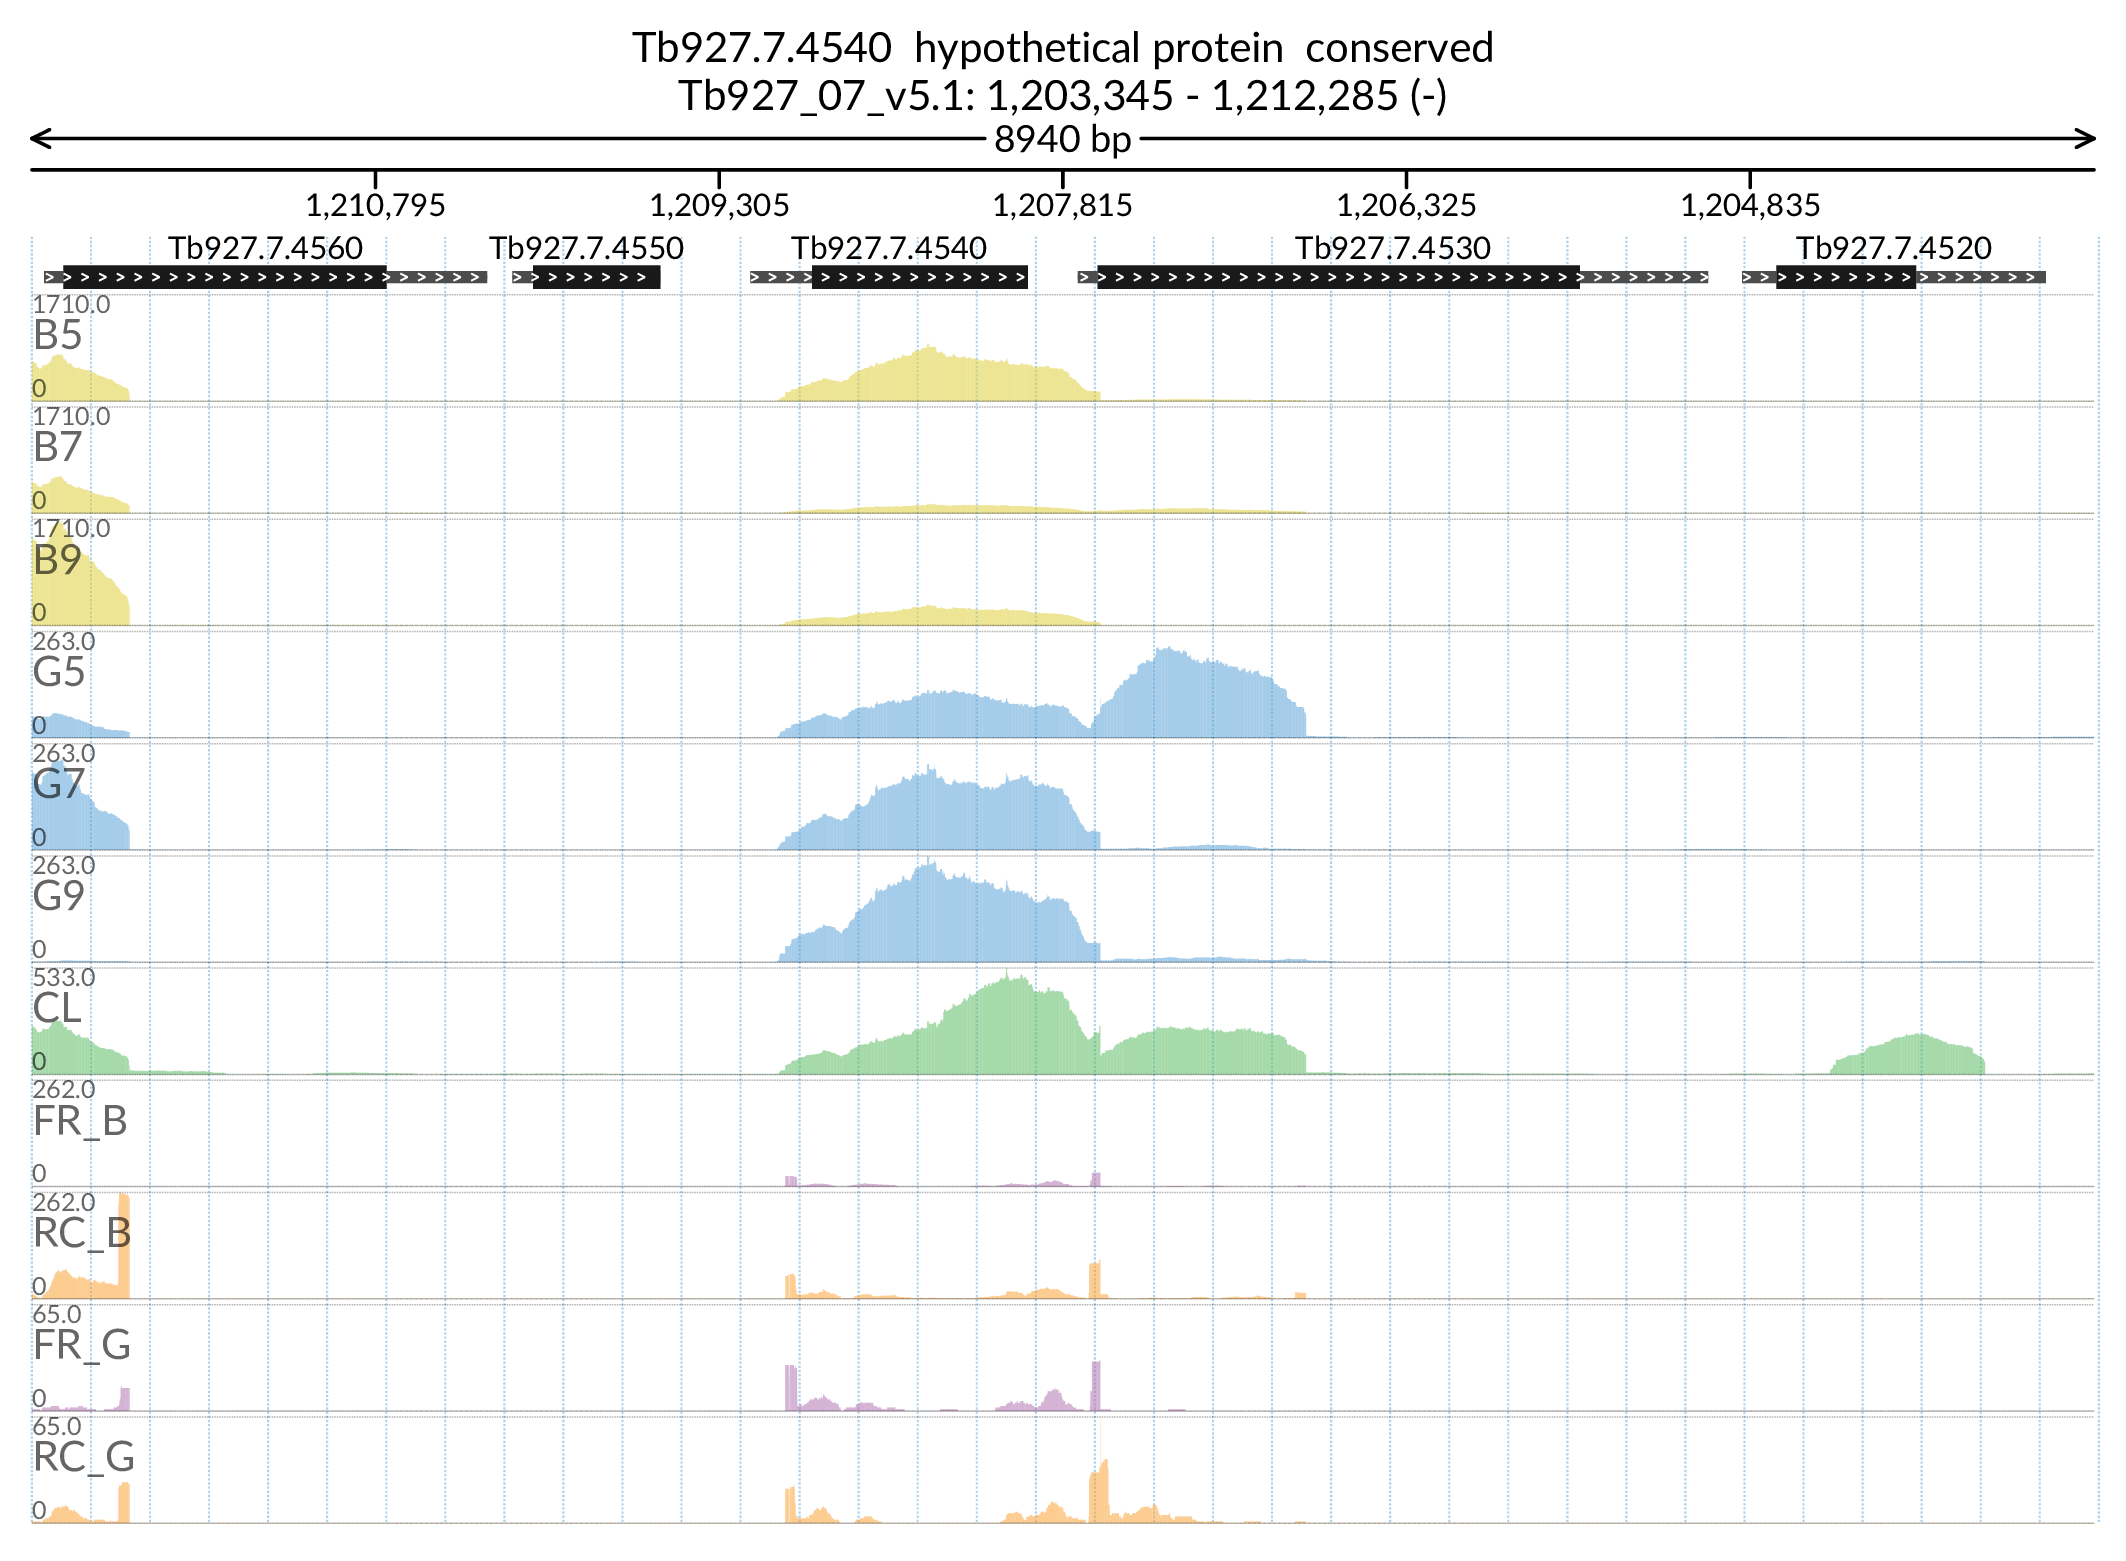 Tb927.7.4540  hypothetical protein  conserved
Tb927_07_v5.1: 1,203,345 - 1,212,285 (-)
8940 bp
1,210,795 1,209,305 1,207,815 1,206,325 1,204,835
Tb927.7.4560 Tb927.7.4550 Tb927.7.4540 Tb927.7.4530 Tb927.7.4520
1710.0
B5
0
1710.0
B7
0
1710.0
B9
0
263.0
G5
0
263.0
G7
0
263.0
G9
0
533.0
CL
0
262.0
FR_B
0
262.0
RC_B
0
65.0
FR_G
0
65.0
RC_G
0